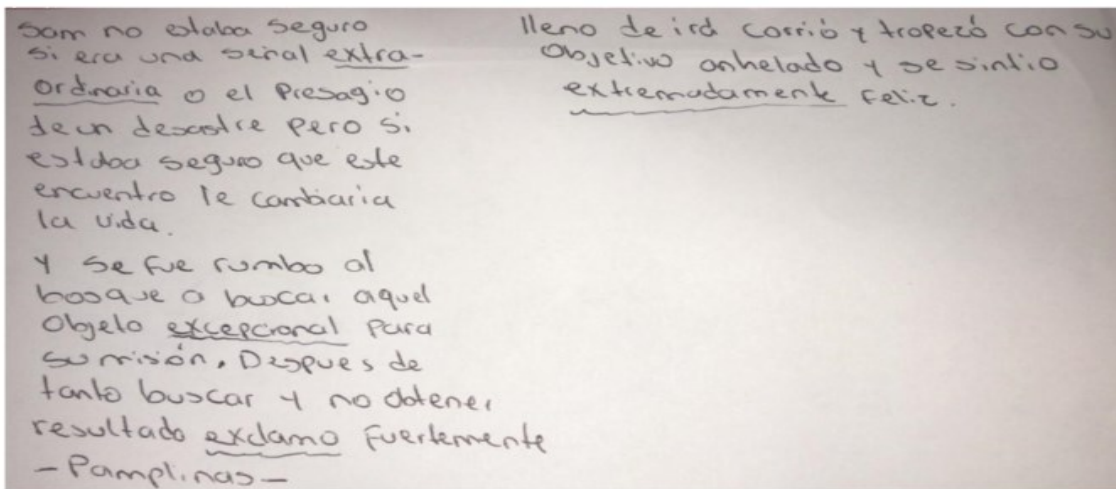 Sam no estaba seguro
si era una señal extra-
ordinaria o el Presagio
de un desastre pero si
estaba seguro que este
encuentro le cambiaria
la vida.
Y se fue rumbo al
bosque a buscar aquel
Objeto excepcional para
su misión. Despues de
tanto buscar y no obtener
resultado exclamo Fuertemente
-Pamplinas-
lleno de ira corrió y tropezó con su
Objetivo anhelado y se sintio
extremadamente Feliz.